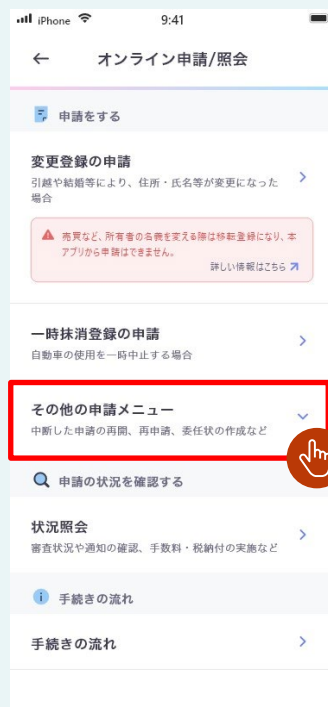 iPhone 9:41
オンライン申請/照会
申請をする
変更登録の申請
引越や結婚等により、住所・氏名等が変更になった
場合
売買など、所有者の名義を変える際は移転登録になり、本
アプリから申請はできません。
詳しい情報はこちら
一時抹消登録の申請
自動車の使用を一時中止する場合
その他の申請メニュー
中断した申請の再開、再申請、委任状の作成など
申請の状況を確認する
状況照会
審査状況や通知の確認、手数料・税納付の実施など
手続きの流れ
手続きの流れ